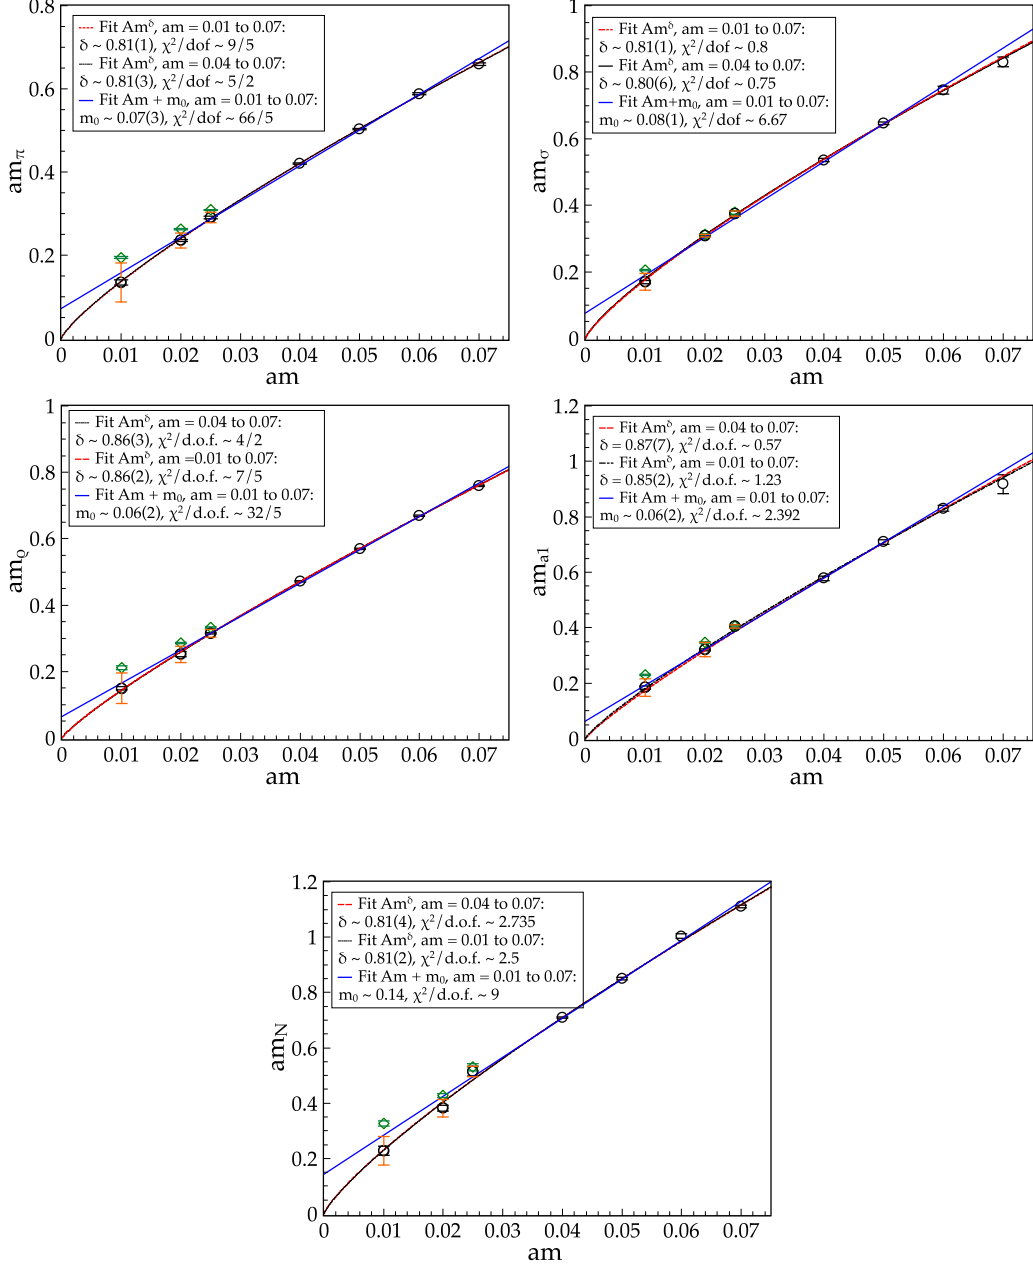 0.8
0.6
0.4
0.2
0
am_π
0 0.01 0.02 0.03 0.04 0.05 0.06 0.07
am
Fit Am^δ, am = 0.01 to 0.07:
δ ~ 0.81(1), χ²/dof ~ 9/5
Fit Am^δ, am = 0.04 to 0.07:
δ ~ 0.81(3), χ²/dof ~ 5/2
Fit Am + m₀, am = 0.01 to 0.07:
m₀ ~ 0.07(3), χ²/dof ~ 66/5
1
0.8
0.6
0.4
0.2
0
am_σ
0 0.01 0.02 0.03 0.04 0.05 0.06 0.07
am
Fit Am^δ, am = 0.01 to 0.07:
δ ~ 0.81(1), χ²/dof ~ 0.8
Fit Am^δ, am = 0.04 to 0.07:
δ ~ 0.80(6), χ²/dof ~ 0.75
Fit Am+m₀, am = 0.01 to 0.07:
m₀ ~ 0.08(1), χ²/dof ~ 6.67
1
0.8
0.6
0.4
0.2
0
am_ϱ
0 0.01 0.02 0.03 0.04 0.05 0.06 0.07
am
Fit Am^δ, am = 0.04 to 0.07:
δ ~ 0.86(3), χ²/d.o.f. ~ 4/2
Fit Am^δ, am =0.01 to 0.07:
δ ~ 0.86(2), χ²/d.o.f. ~ 7/5
Fit Am + m₀, am = 0.01 to 0.07:
m₀ ~ 0.06(2), χ²/d.o.f. ~ 32/5
1.2
1
0.8
0.6
0.4
0.2
0
am_a1
0 0.01 0.02 0.03 0.04 0.05 0.06 0.07
am
Fit Am^δ, am = 0.04 to 0.07:
δ = 0.87(7), χ²/d.o.f. ~ 0.57
Fit Am^δ, am = 0.01 to 0.07:
δ = 0.85(2), χ²/d.o.f. ~ 1.23
Fit Am + m₀, am = 0.01 to 0.07:
m₀ ~ 0.06(2), χ²/d.o.f. ~ 2.392
1.2
1
0.8
0.6
0.4
0.2
0
am_N
0 0.01 0.02 0.03 0.04 0.05 0.06 0.07
am
Fit Am^δ, am = 0.04 to 0.07:
δ ~ 0.81(4), χ²/d.o.f. ~ 2.735
Fit Am^δ, am = 0.01 to 0.07:
δ ~ 0.81(2), χ²/d.o.f. ~ 2.5
Fit Am + m₀, am = 0.01 to 0.07:
m₀ ~ 0.14, χ²/d.o.f. ~ 9